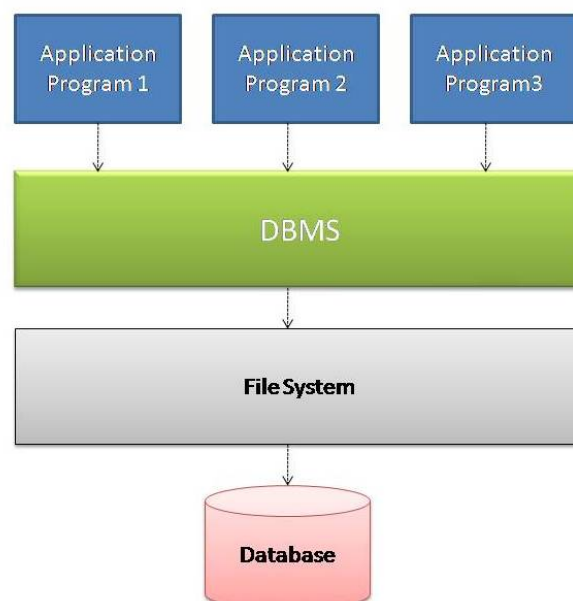 Application
Program 1
Application
Program 2
Application
Program3
DBMS
File System
Database